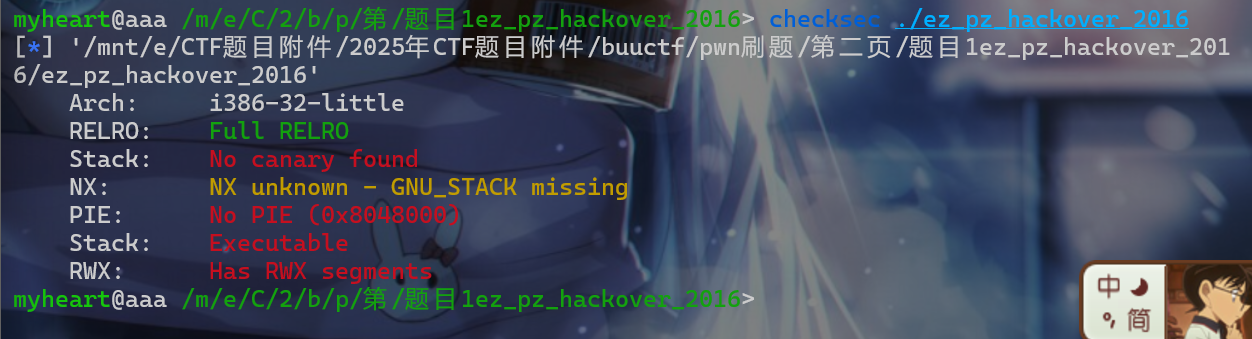 myheart@aaa /m/e/C/2/b/p/第/题目1ez_pz_hackover_2016> checksec ./ez_pz_hackover_2016
[*] '/mnt/e/CTF题目附件/2025年CTF题目附件/buuctf/pwn刷题/第二页/题目1ez_pz_hackover_201
6/ez_pz_hackover_2016'
    Arch:     i386-32-little
    RELRO:    Full RELRO
    Stack:    No canary found
    NX:       NX unknown - GNU_STACK missing
    PIE:      No PIE (0x8048000)
    Stack:    Executable
    RWX:      Has RWX segments
myheart@aaa /m/e/C/2/b/p/第/题目1ez_pz_hackover_2016>
中
简